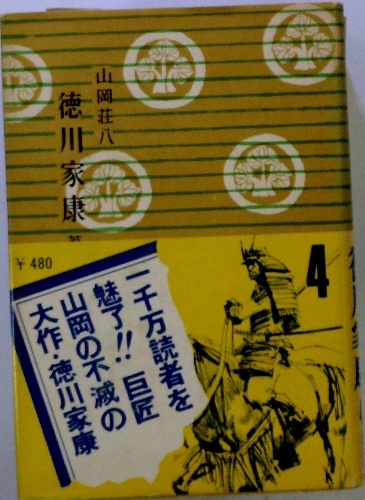 山岡荘八
徳川家康
¥480
一千万読者を
魅了!! 巨匠
山岡の不滅の
大作・徳川家康
4